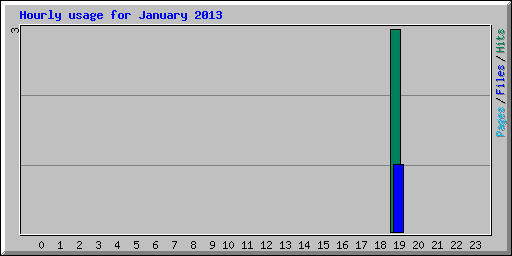 Hourly usage for January 2013
3
Pages/Files/Hits
0 1 2 3 4 5 6 7 8 9 10 11 12 13 14 15 16 17 18 19 20 21 22 23